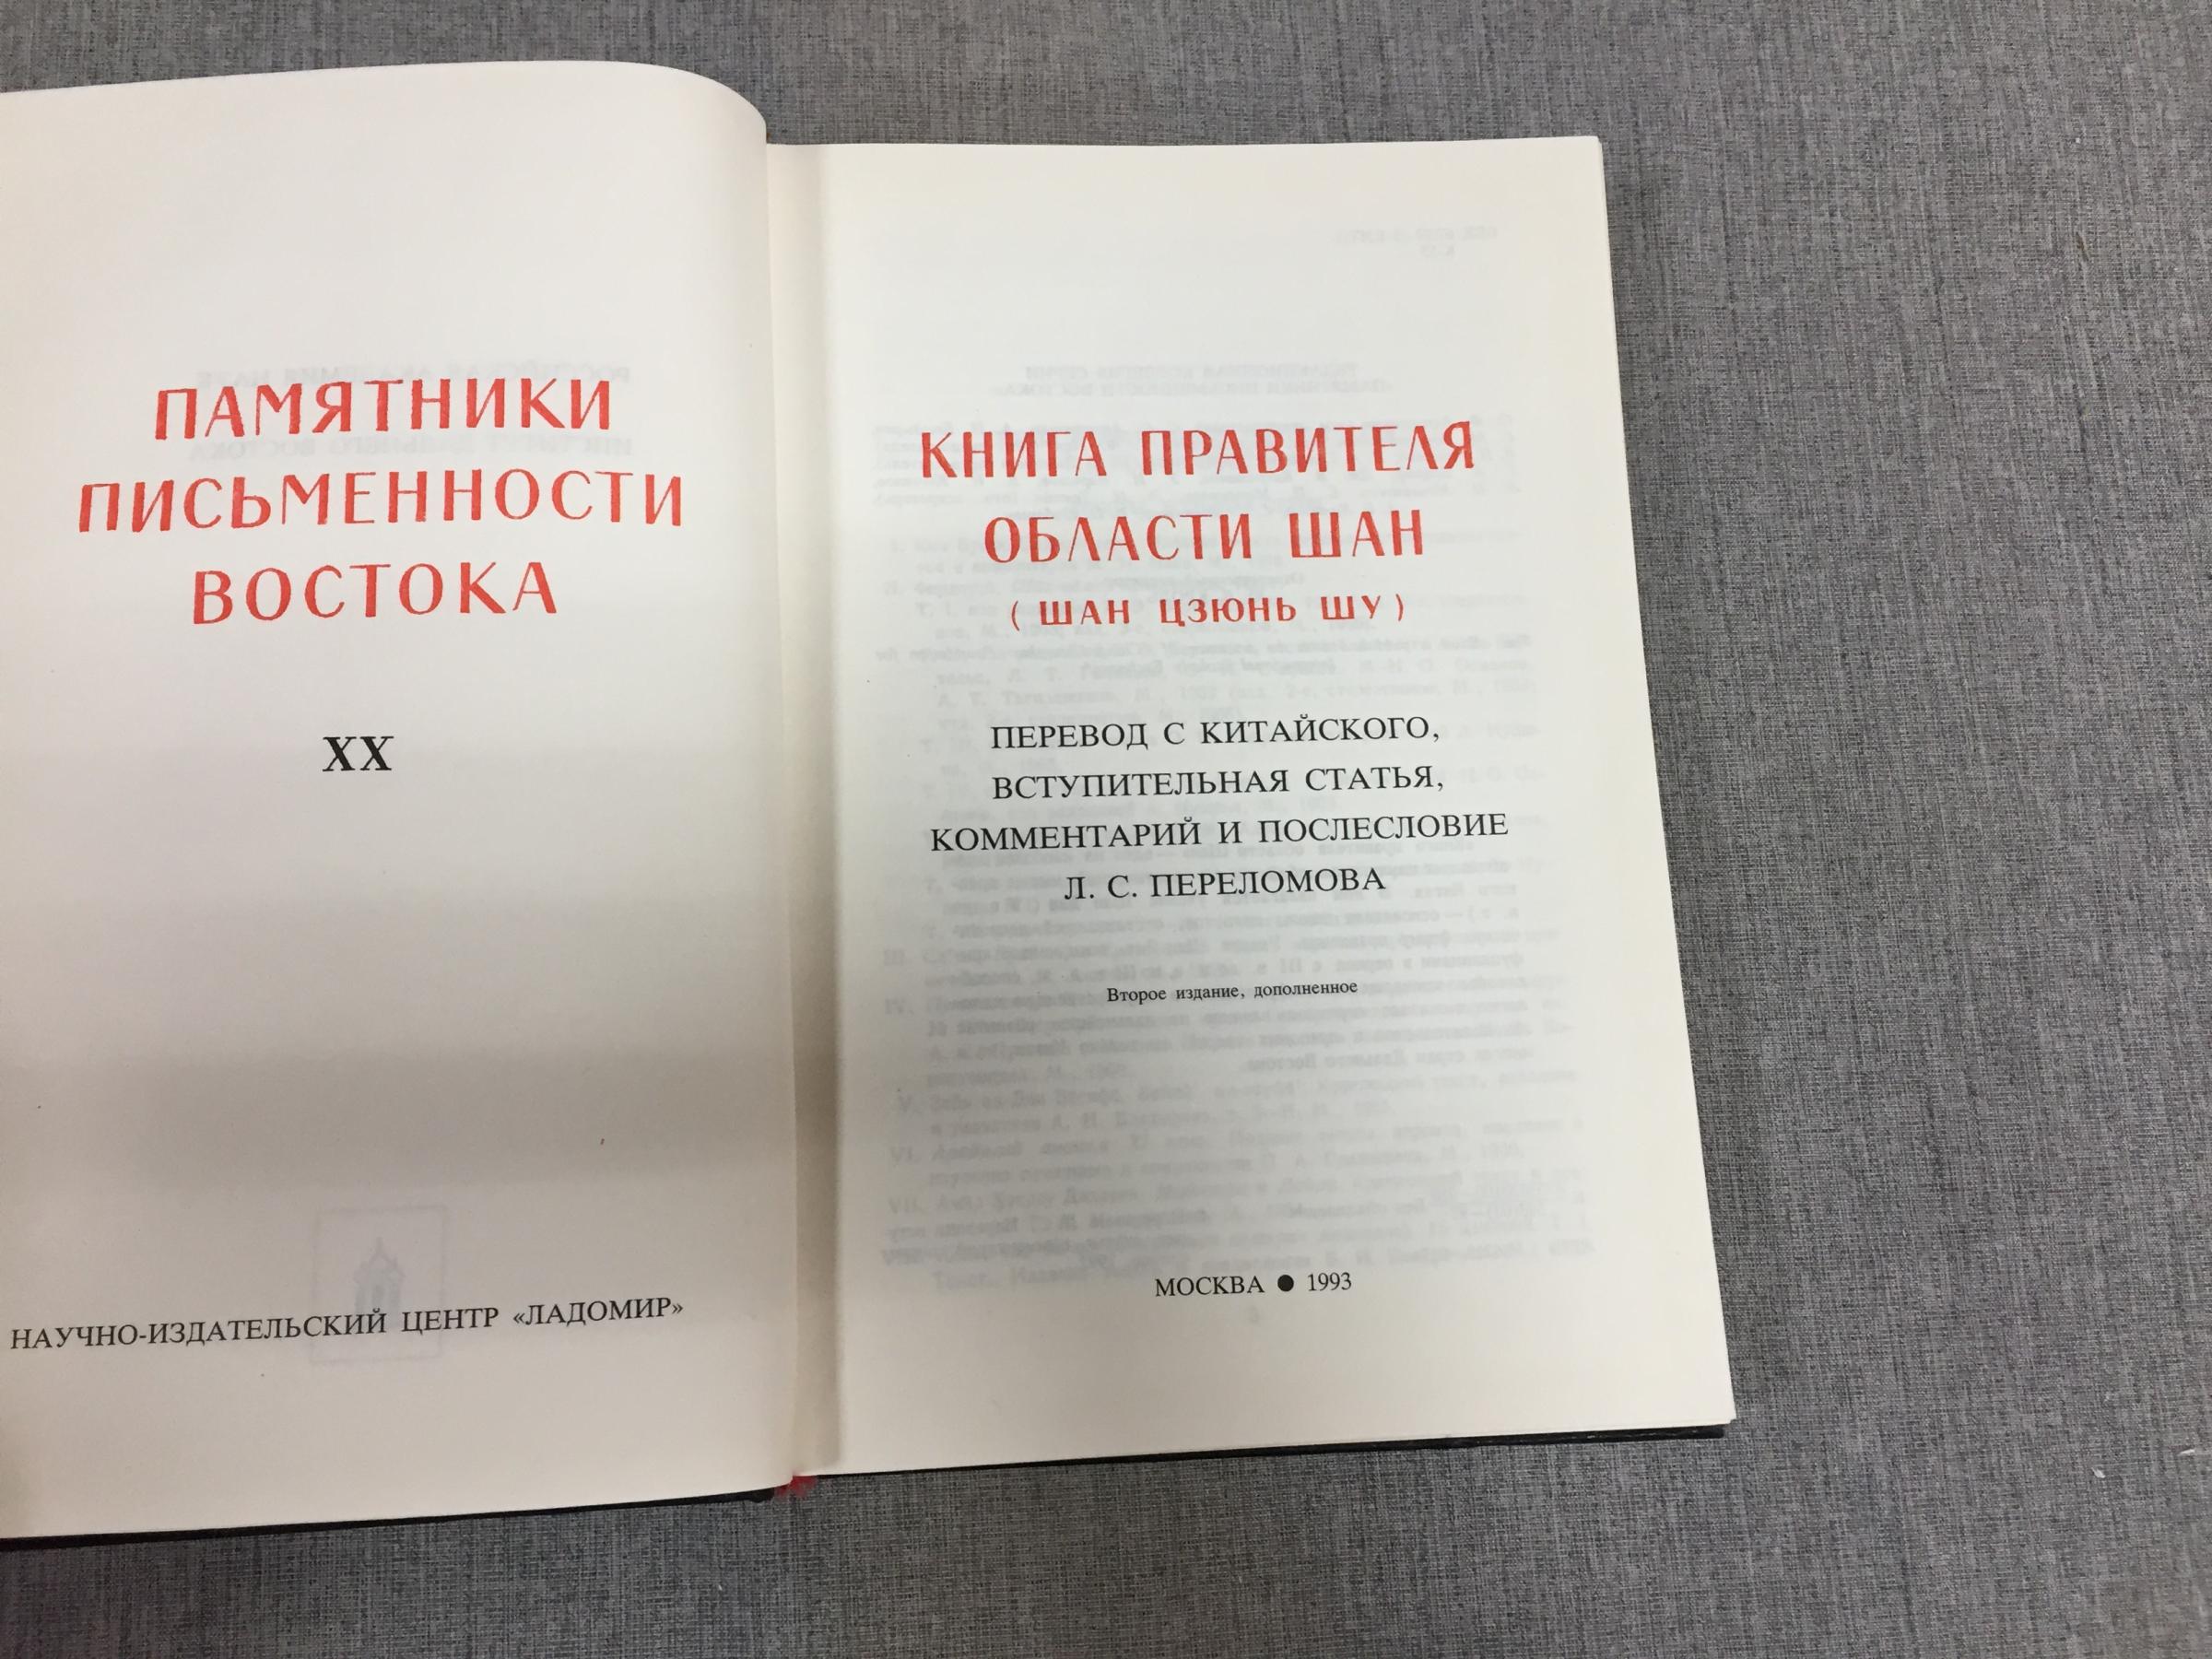 ПАМЯТНИКИ
ПИСЬМЕННОСТИ
ВОСТОКА
XX
НАУЧНО-ИЗДАТЕЛЬСКИЙ ЦЕНТР «ЛАДОМИР»
КНИГА ПРАВИТЕЛЯ
ОБЛАСТИ ШАН
(ШАН ЦЗЮНЬ ШУ)
ПЕРЕВОД С КИТАЙСКОГО,
ВСТУПИТЕЛЬНАЯ СТАТЬЯ,
КОММЕНТАРИЙ И ПОСЛЕСЛОВИЕ
Л. С. ПЕРЕЛОМОВА
Второе издание, дополненное
МОСКВА ● 1993